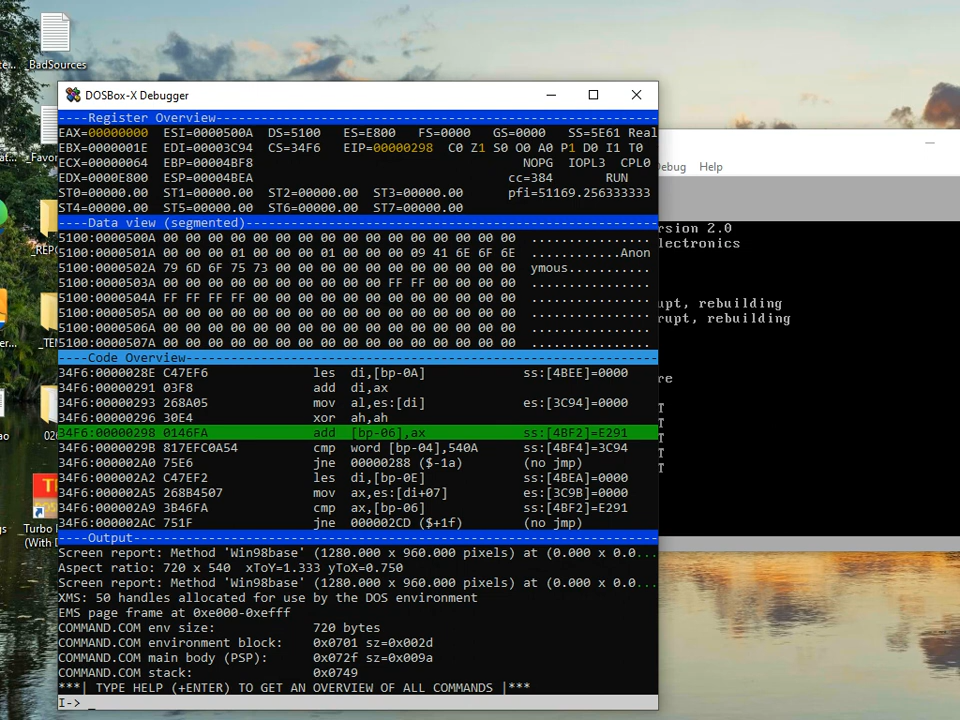 _BadSources
DOSBox-X Debugger
----Register Overview----
EAX=00000000  ESI=0000500A  DS=5100   ES=E800   FS=0000   GS=0000   SS=5E61 Real
EBX=0000001E  EDI=00003C94  CS=34F6   EIP=00000298  C0 Z1 S0 O0 A0 P1 D0 I1 T0
ECX=00000064  EBP=00004BF8                                    NOPG  IOPL3  CPL0
EDX=0000E800  ESP=00004BEA                                  cc=384       RUN
ST0=00000.00  ST1=00000.00  ST2=00000.00  ST3=00000.00      pfi=51169.256333333
ST4=00000.00  ST5=00000.00  ST6=00000.00  ST7=00000.00
----Data view (segmented)----
5100:0000500A 00 00 00 00 00 00 00 00 00 00 00 00 00 00 00 00  ................
5100:0000501A 00 00 00 01 00 00 00 01 00 00 00 09 41 6E 6F 6E  ............Anon
5100:0000502A 79 6D 6F 75 73 00 00 00 00 00 00 00 00 00 00 00  ymous...........
5100:0000503A 00 00 00 00 00 00 00 00 00 FF FF 00 00 00 00 00  ................
5100:0000504A FF FF FF FF 00 00 00 00 00 00 00 00 00 00 00 00  ................
5100:0000505A 00 00 00 00 00 00 00 00 00 00 00 00 00 00 00 00  ................
5100:0000506A 00 00 00 00 00 00 00 00 00 00 00 00 00 00 00 00  ................
5100:0000507A 00 00 00 00 00 00 00 00 00 00 00 00 00 00 00 00  ................
----Code Overview----
34F6:0000028E  C47EF6              les  di,[bp-0A]             ss:[4BEE]=0000
34F6:00000291  03F8                add  di,ax
34F6:00000293  268A05              mov  al,es:[di]             es:[3C94]=0000
34F6:00000296  30E4                xor  ah,ah
34F6:00000298  0146FA              add  [bp-06],ax             ss:[4BF2]=E291
34F6:0000029B  817EFC0A54          cmp  word [bp-04],540A      ss:[4BF4]=3C94
34F6:000002A0  75E6                jne  00000288 ($-1a)        (no jmp)
34F6:000002A2  C47EF2              les  di,[bp-0E]             ss:[4BEA]=0000
34F6:000002A5  268B4507            mov  ax,es:[di+07]          es:[3C9B]=0000
34F6:000002A9  3B46FA              cmp  ax,[bp-06]             ss:[4BF2]=E291
34F6:000002AC  751F                jne  000002CD ($+1f)        (no jmp)
----Output----
Screen report: Method 'Win98base' (1280.000 x 960.000 pixels) at (0.000 x 0.0...
Aspect ratio: 720 x 540  xToY=1.333 yToX=0.750
Screen report: Method 'Win98base' (1280.000 x 960.000 pixels) at (0.000 x 0.0...
XMS: 50 handles allocated for use by the DOS environment
EMS page frame at 0xe000-0xefff
COMMAND.COM env size:             720 bytes
COMMAND.COM environment block:    0x0701 sz=0x002d
COMMAND.COM main body (PSP):      0x072f sz=0x009a
COMMAND.COM stack:                0x0749
***| TYPE HELP (+ENTER) TO GET AN OVERVIEW OF ALL COMMANDS |***
I-> _
Debug Help
rsion 2.0
lectronics
upt, rebuilding
rupt, rebuilding
re
T
T
T
T
T
_REP
_TEM
Turbo
(With D